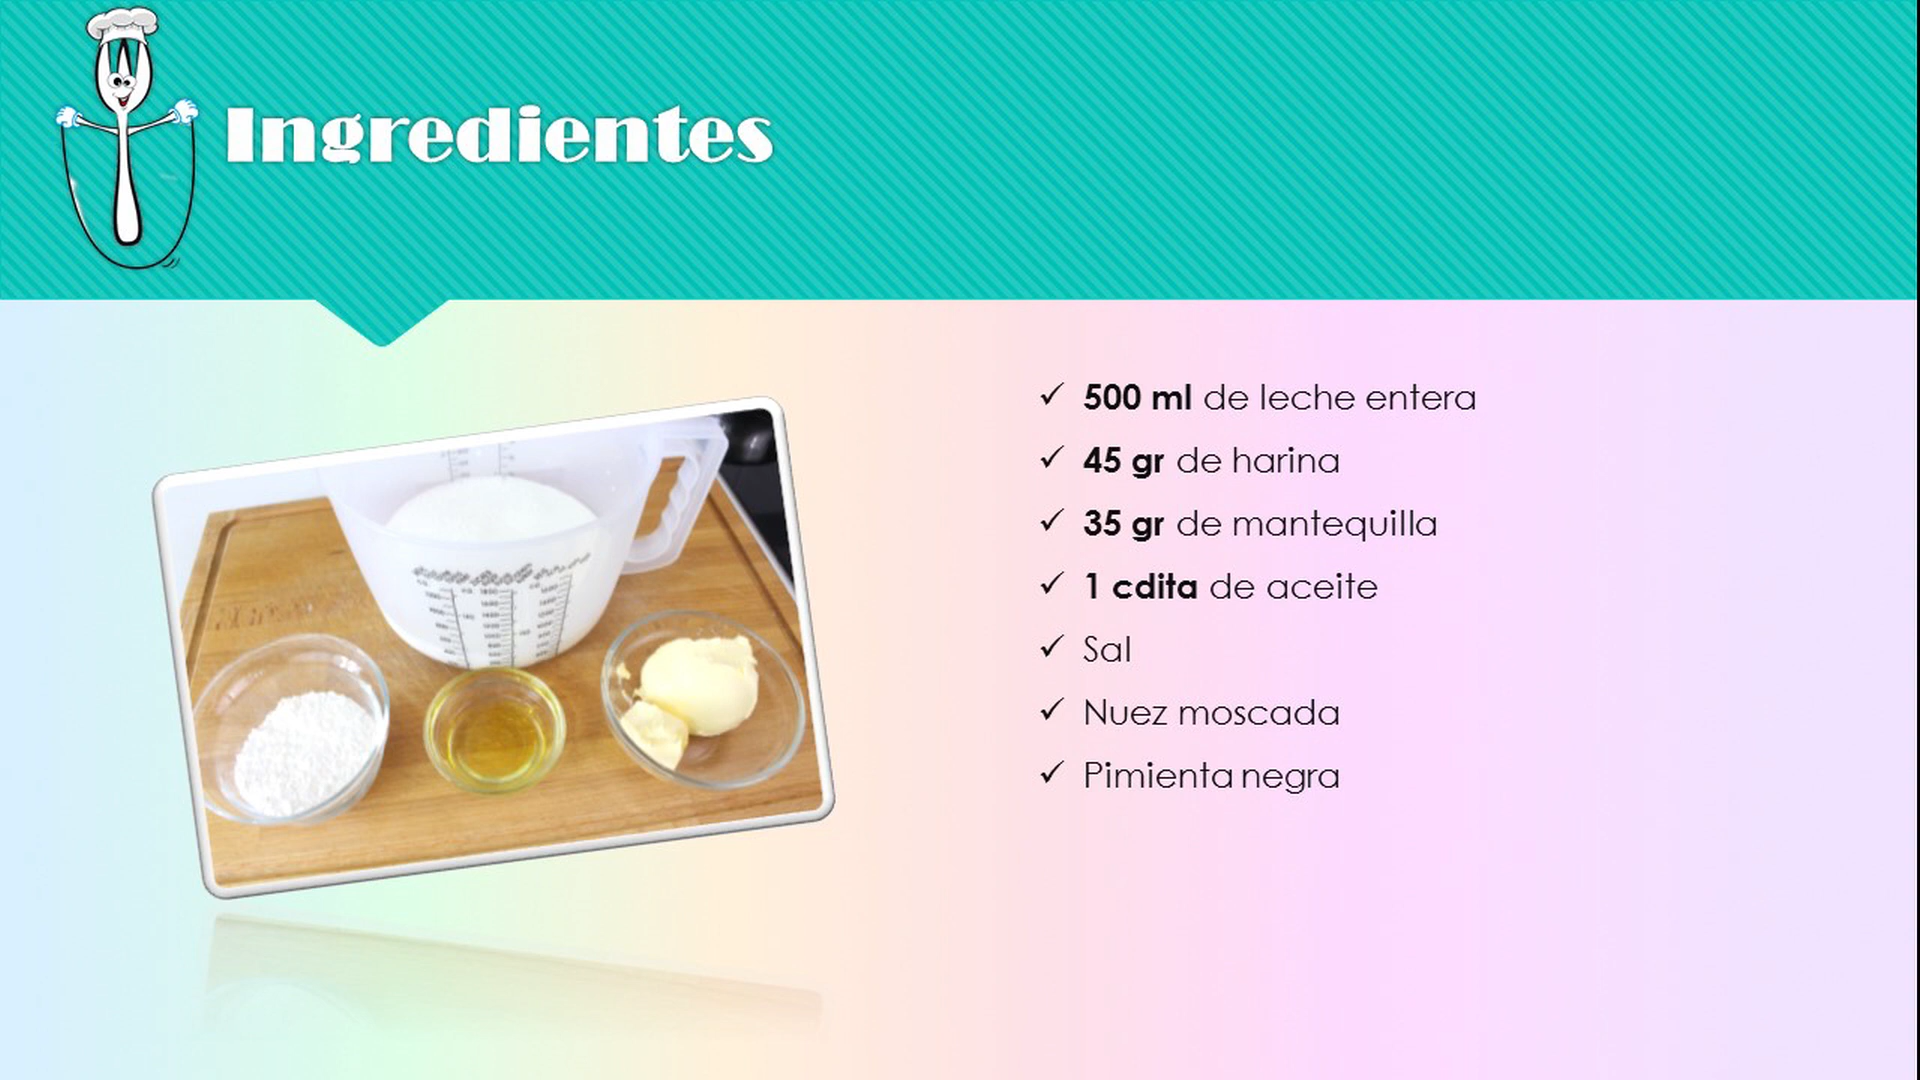 Ingredientes
✓ 500 ml de leche entera
✓ 45 gr de harina
✓ 35 gr de mantequilla
✓ 1 cdita de aceite
✓ Sal
✓ Nuez moscada
✓ Pimienta negra